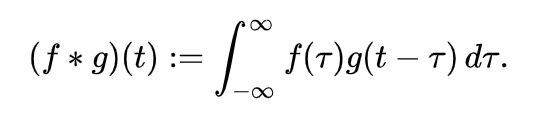 (f * g)(t) := ∫_{-∞}^{∞} f(τ)g(t − τ) dτ.